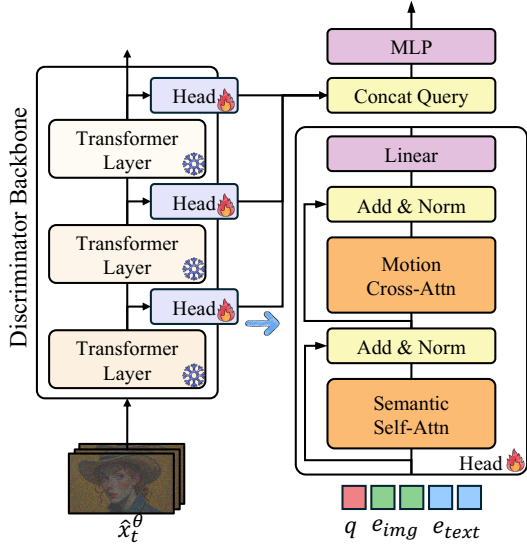 MLP
Concat Query
Discriminator Backbone
Head
Transformer
Layer
Head
Transformer
Layer
Head
Transformer
Layer
x̂ₜ^θ
Linear
Add & Norm
Motion
Cross-Attn
Add & Norm
Semantic
Self-Attn
Head
q e_img e_text